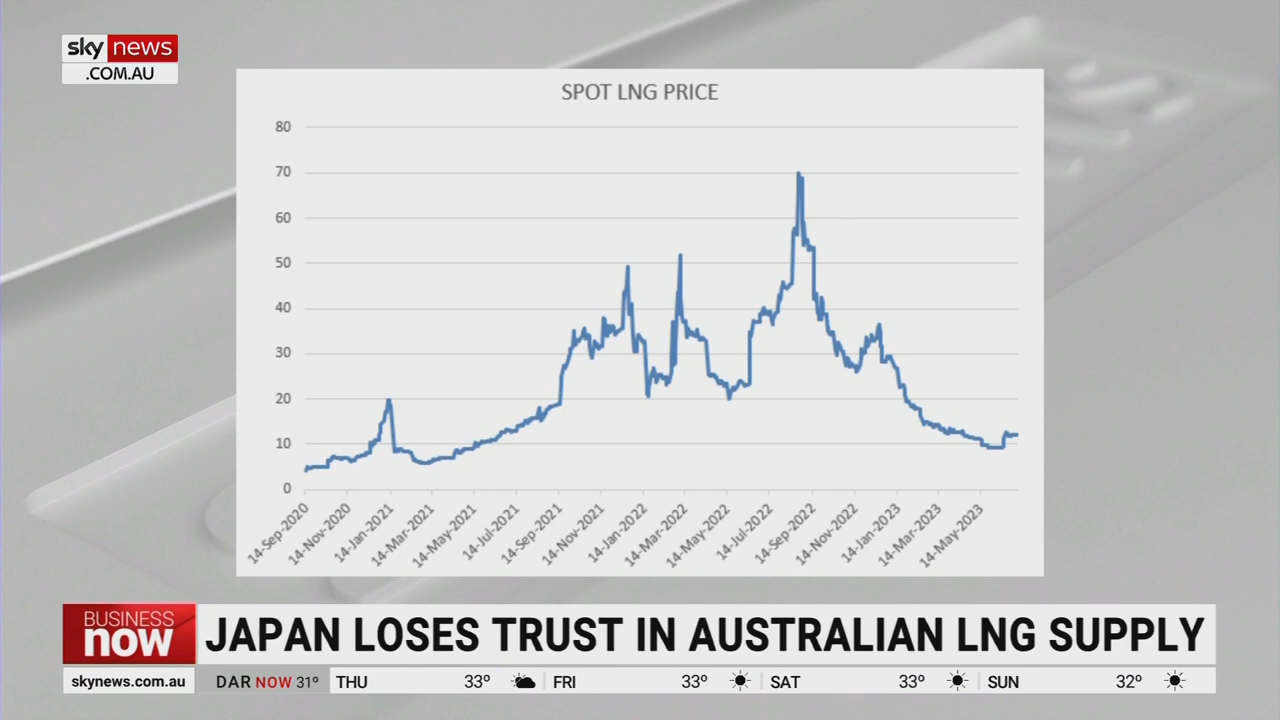 sky news
.COM.AU
SPOT LNG PRICE
80
70
60
50
40
30
20
10
0
14-Sep-2020
14-Nov-2020
14-Jan-2021
14-Mar-2021
14-May-2021
14-Jul-2021
14-Sep-2021
14-Nov-2021
14-Jan-2022
14-Mar-2022
14-May-2022
14-Jul-2022
14-Sep-2022
14-Nov-2022
14-Jan-2023
14-Mar-2023
14-May-2023
BUSINESS
now
JAPAN LOSES TRUST IN AUSTRALIAN LNG SUPPLY
skynews.com.au DAR NOW 31° THU 33° FRI 33° SAT 33° SUN 32°